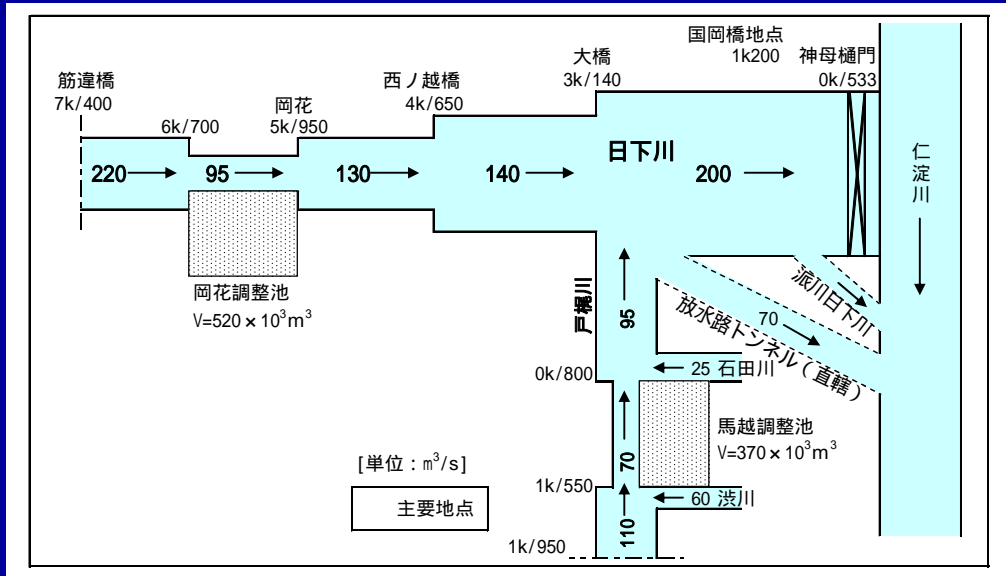 国岡橋地点
1k200
神母樋門
0k/533
大橋
3k/140
西ノ越橋
4k/650
筋違橋
7k/400
岡花
5k/950
6k/700
220
95
130
140
日下川
200
仁淀川
岡花調整池
V=520×10³m³
戸梶川
95
放水路トンネル(直轄)
70
派川日下川
25 石田川
0k/800
馬越調整池
V=370×10³m³
70
[単位:m³/s]
主要地点
1k/550
60 渋川
110
1k/950